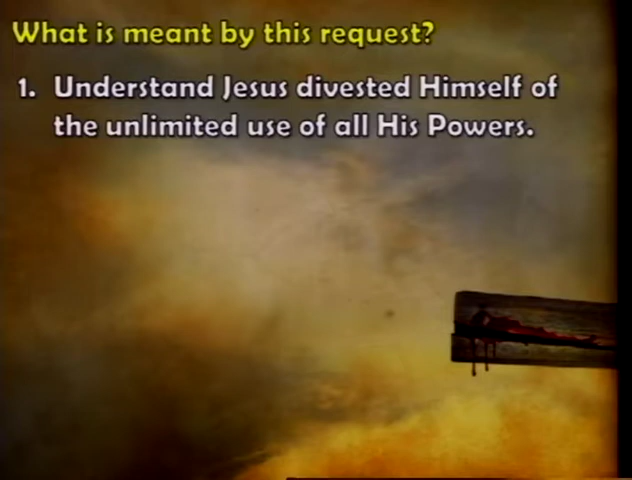 What is meant by this request?
1. Understand Jesus divested Himself of
the unlimited use of all His Powers.